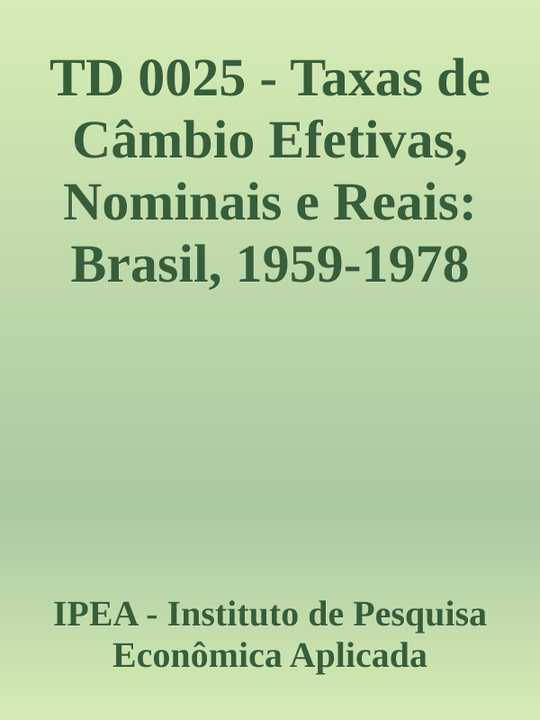 TD 0025 - Taxas de
Câmbio Efetivas,
Nominais e Reais:
Brasil, 1959-1978
IPEA - Instituto de Pesquisa
Econômica Aplicada